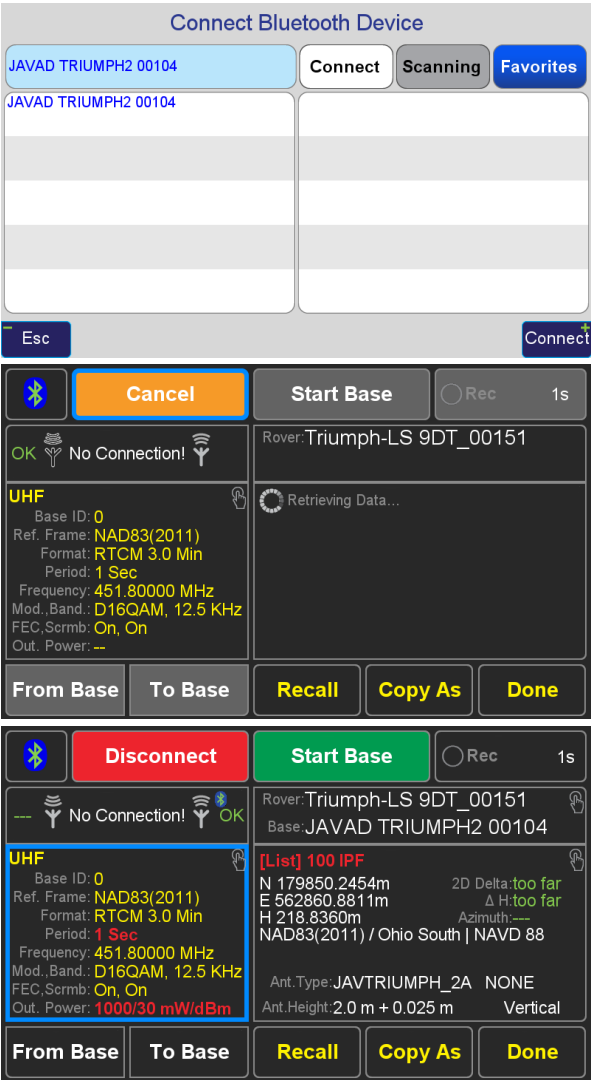 Connect Bluetooth Device
JAVAD TRIUMPH2 00104 Connect Scanning Favorites
JAVAD TRIUMPH2 00104
Esc Connect
Cancel Start Base Rec 1s
OK No Connection! Rover:Triumph-LS 9DT_00151
UHF
Retrieving Data...
Base ID: 0
Ref. Frame: NAD83(2011)
Format: RTCM 3.0 Min
Period: 1 Sec
Frequency: 451.80000 MHz
Mod.,Band.: D16QAM, 12.5 KHz
FEC,Scrmb: On, On
Out. Power: --
From Base To Base Recall Copy As Done
Disconnect Start Base Rec 1s
--- No Connection! OK
Rover:Triumph-LS 9DT_00151
Base:JAVAD TRIUMPH2 00104
UHF
Base ID: 0
Ref. Frame: NAD83(2011)
Format: RTCM 3.0 Min
Period: 1 Sec
Frequency: 451.80000 MHz
Mod.,Band.: D16QAM, 12.5 KHz
FEC,Scrmb: On, On
Out. Power: 1000/30 mW/dBm
[List] 100 IPF
N 179850.2454m 2D Delta:too far
E 562860.8811m Δ H:too far
H 218.8360m Azimuth:---
NAD83(2011) / Ohio South | NAVD 88
Ant.Type:JAVTRIUMPH_2A NONE
Ant.Height:2.0 m + 0.025 m Vertical
From Base To Base Recall Copy As Done